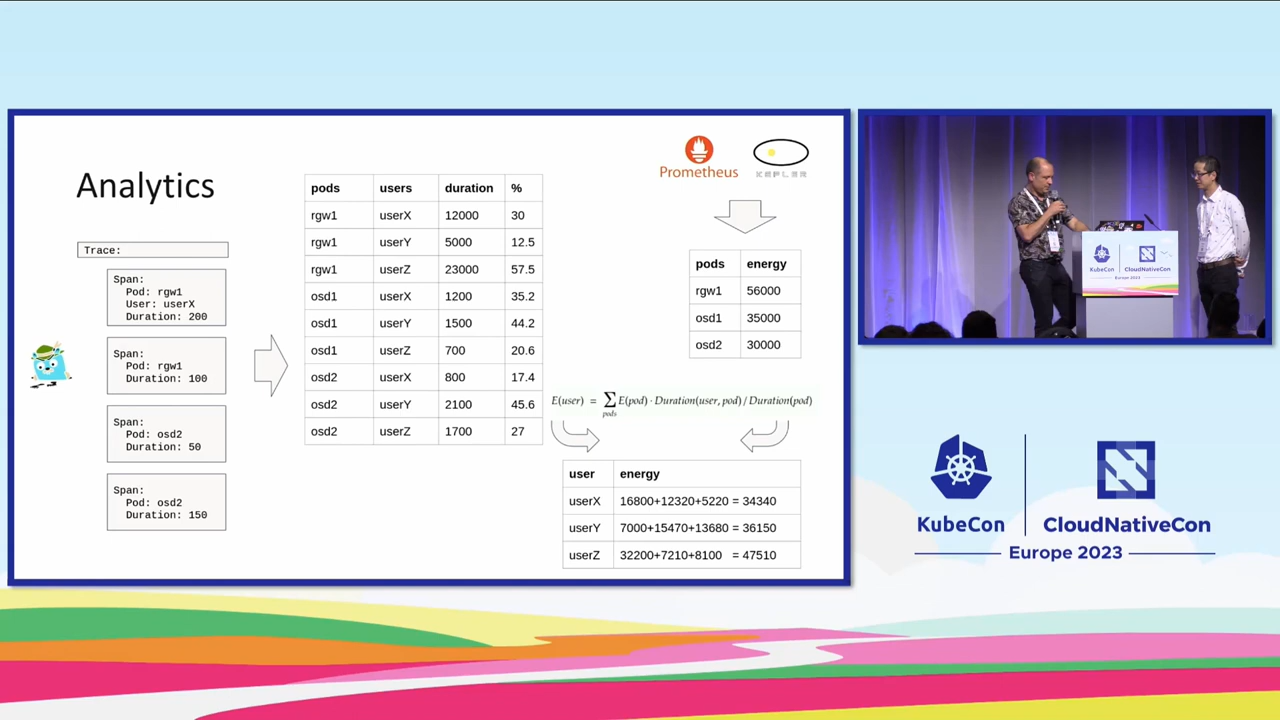 Analytics
Trace:
Span:
Pod: rgw1
User: userX
Duration: 200
Span:
Pod: rgw1
Duration: 100
Span:
Pod: osd2
Duration: 50
Span:
Pod: osd2
Duration: 150
pods users duration %
rgw1 userX 12000 30
rgw1 userY 5000 12.5
rgw1 userZ 23000 57.5
osd1 userX 1200 35.2
osd1 userY 1500 44.2
osd1 userZ 700 20.6
osd2 userX 800 17.4
osd2 userY 2100 45.6
osd2 userZ 1700 27
Prometheus
KEPLER
pods energy
rgw1 56000
osd1 35000
osd2 30000
E(user) = ∑ E(pod) · Duration(user, pod) / Duration(pod)
pods
user energy
userX 16800+12320+5220 = 34340
userY 7000+15470+13680 = 36150
userZ 32200+7210+8100 = 47510
KubeCon CloudNativeCon
Europe 2023
KubeCon CloudNativeCon
Europe 2023